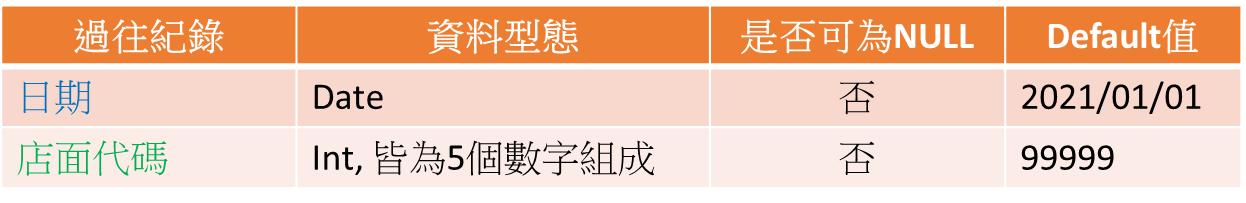 過往紀錄 資料型態 是否可為NULL Default值
日期 Date 否 2021/01/01
店面代碼 Int, 皆為5個數字組成 否 99999